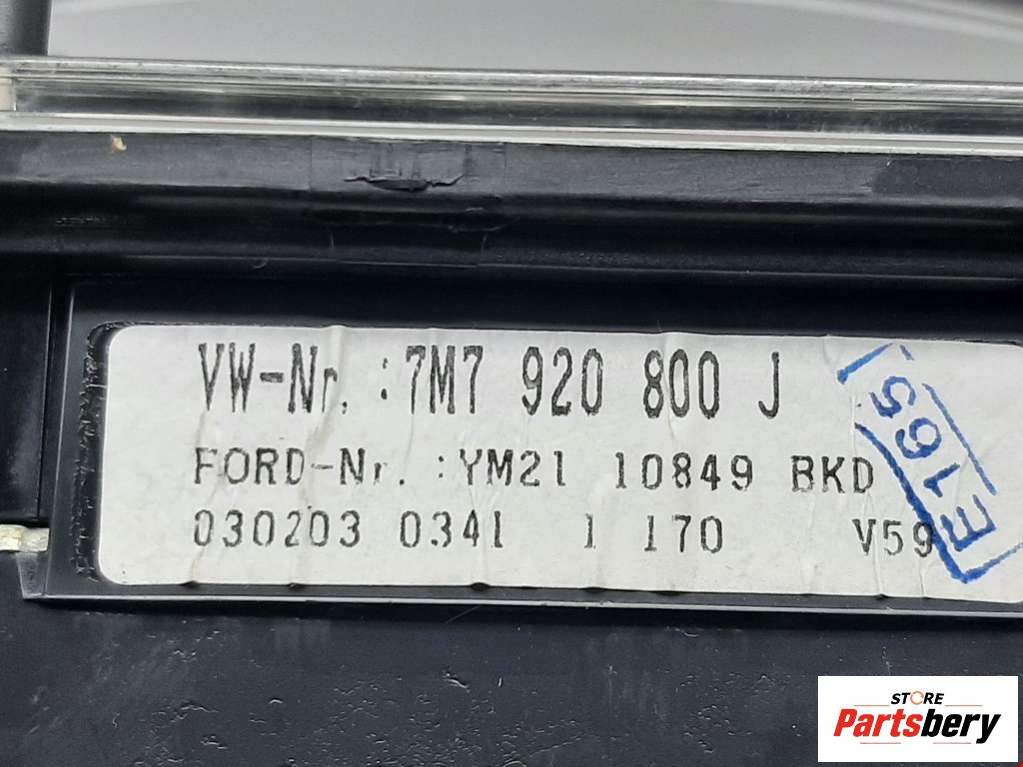 VW-Nr. :7M7 920 800 J
FORD-Nr. :YM21 10849 BKD
030203 0341 1 170 V59
E165
STORE
Partsbery